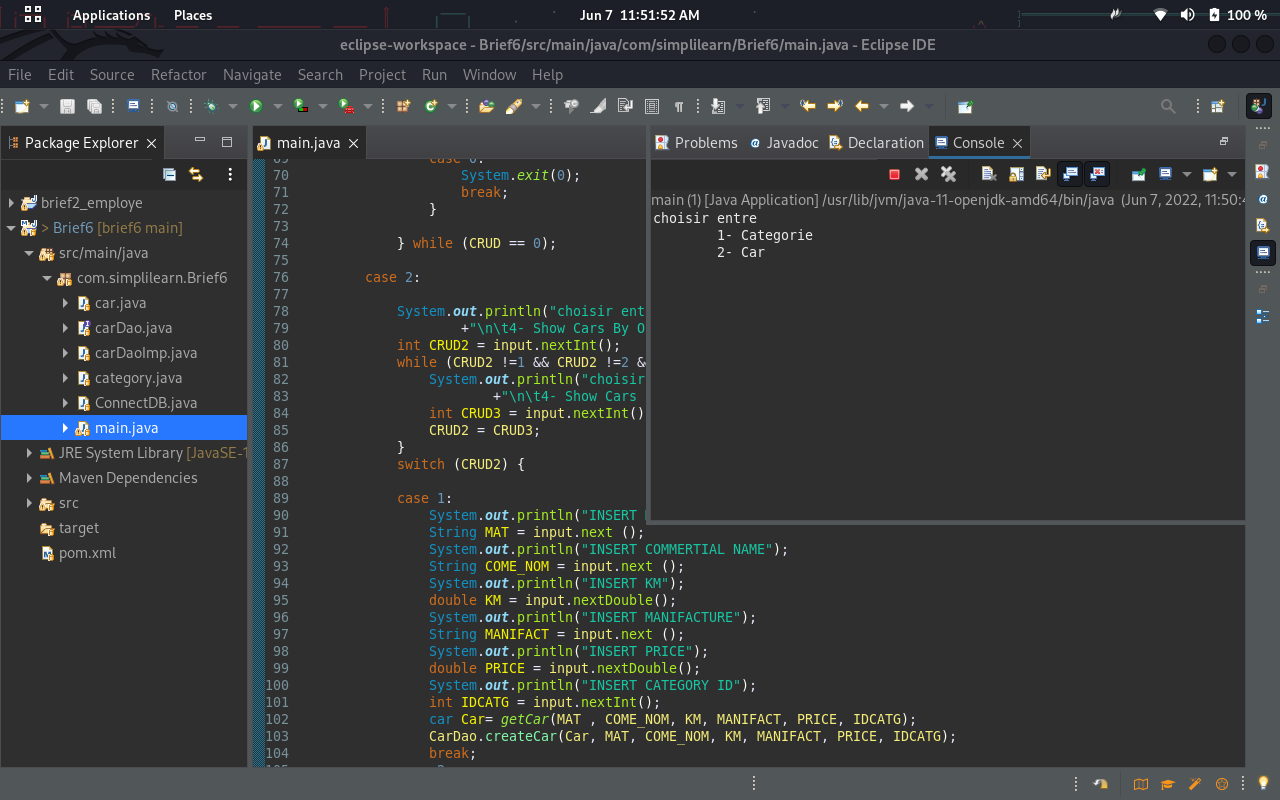 Applications Places Jun 7 11:51:52 AM 100 %
eclipse-workspace - Brief6/src/main/java/com/simplilearn/Brief6/main.java - Eclipse IDE
File Edit Source Refactor Navigate Search Project Run Window Help
Package Explorer
brief2_employe
> Brief6 [brief6 main]
src/main/java
com.simplilearn.Brief6
car.java
carDao.java
carDaoImp.java
category.java
ConnectDB.java
main.java
JRE System Library [JavaSE-1
Maven Dependencies
src
target
pom.xml
main.java
70 System.exit(0);
71 break;
72 }
73
74 } while (CRUD == 0);
75
76 case 2:
77
78 System.out.println("choisir ent
79 +"\n\t4- Show Cars By O
80 int CRUD2 = input.nextInt();
81 while (CRUD2 !=1 && CRUD2 !=2 &
82 System.out.println("choisir
83 +"\n\t4- Show Cars
84 int CRUD3 = input.nextInt()
85 CRUD2 = CRUD3;
86 }
87 switch (CRUD2) {
88
89 case 1:
90 System.out.println("INSERT
91 String MAT = input.next ();
92 System.out.println("INSERT COMMERTIAL NAME");
93 String COME_NOM = input.next ();
94 System.out.println("INSERT KM");
95 double KM = input.nextDouble();
96 System.out.println("INSERT MANIFACTURE");
97 String MANIFACT = input.next ();
98 System.out.println("INSERT PRICE");
99 double PRICE = input.nextDouble();
100 System.out.println("INSERT CATEGORY ID");
101 int IDCATG = input.nextInt();
102 car Car= getCar(MAT , COME_NOM, KM, MANIFACT, PRICE, IDCATG);
103 CarDao.createCar(Car, MAT, COME_NOM, KM, MANIFACT, PRICE, IDCATG);
104 break;
Problems Javadoc Declaration Console
main (1) [Java Application] /usr/lib/jvm/java-11-openjdk-amd64/bin/java (Jun 7, 2022, 11:50:4
choisir entre
1- Categorie
2- Car